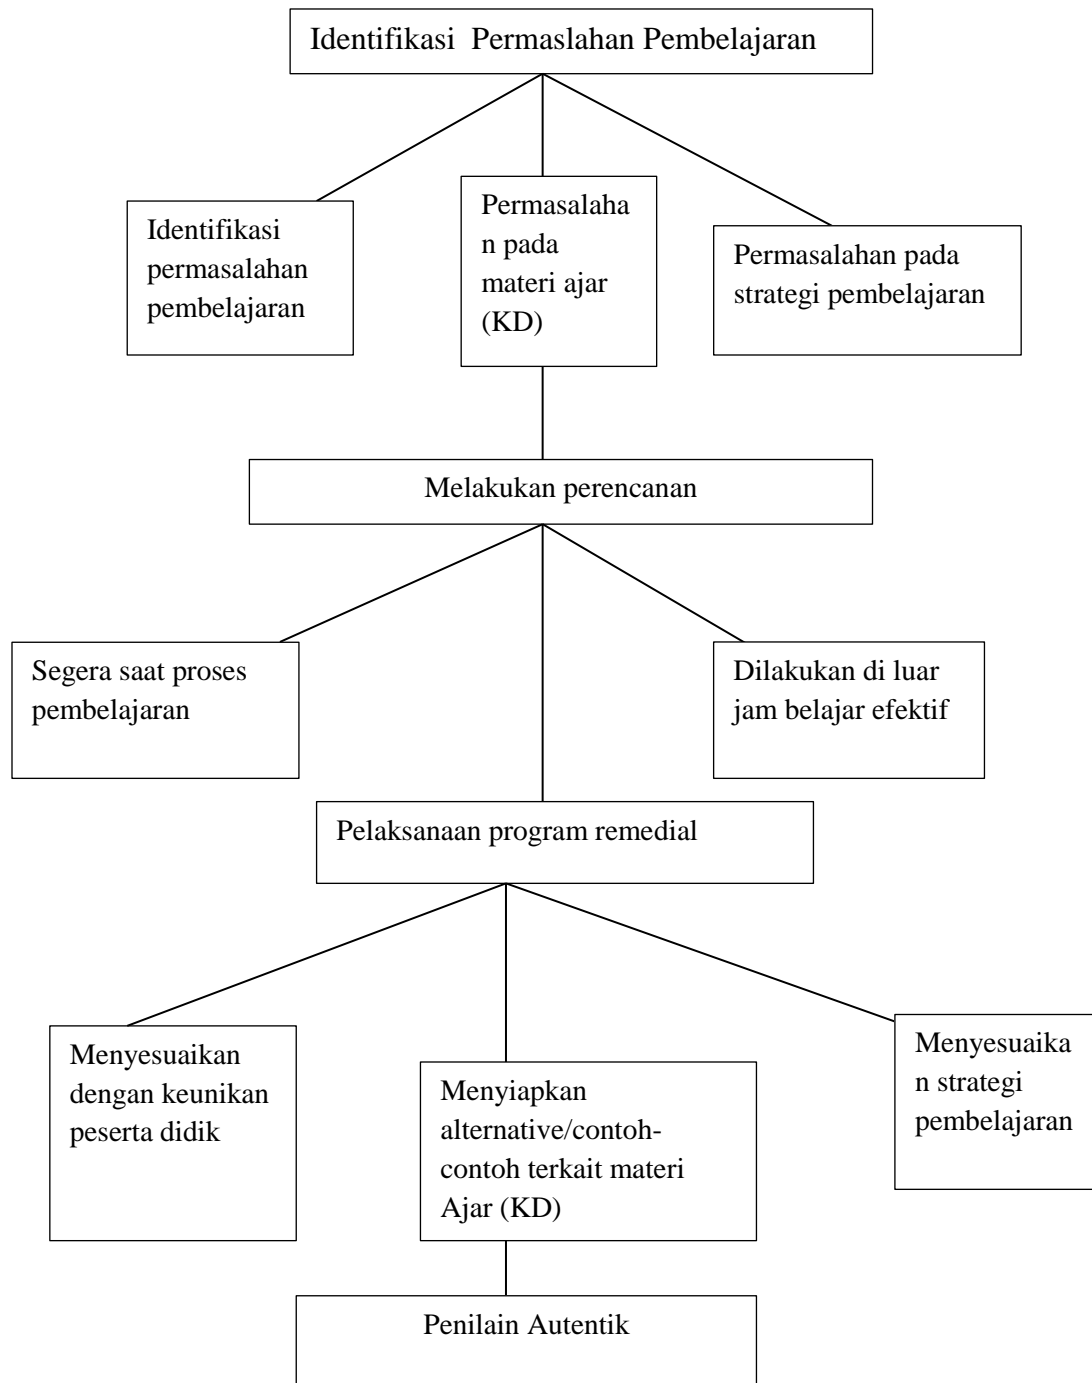 Identifikasi  Permaslahan Pembelajaran
Identifikasi
permasalahan
pembelajaran
Permasalaha
n pada
materi ajar
(KD)
Permasalahan pada
strategi pembelajaran
Melakukan perencanan
Segera saat proses
pembelajaran
Dilakukan di luar
jam belajar efektif
Pelaksanaan program remedial
Menyesuaikan
dengan keunikan
peserta didik
Menyiapkan
alternative/contoh-
contoh terkait materi
Ajar (KD)
Menyesuaika
n strategi
pembelajaran
Penilain Autentik